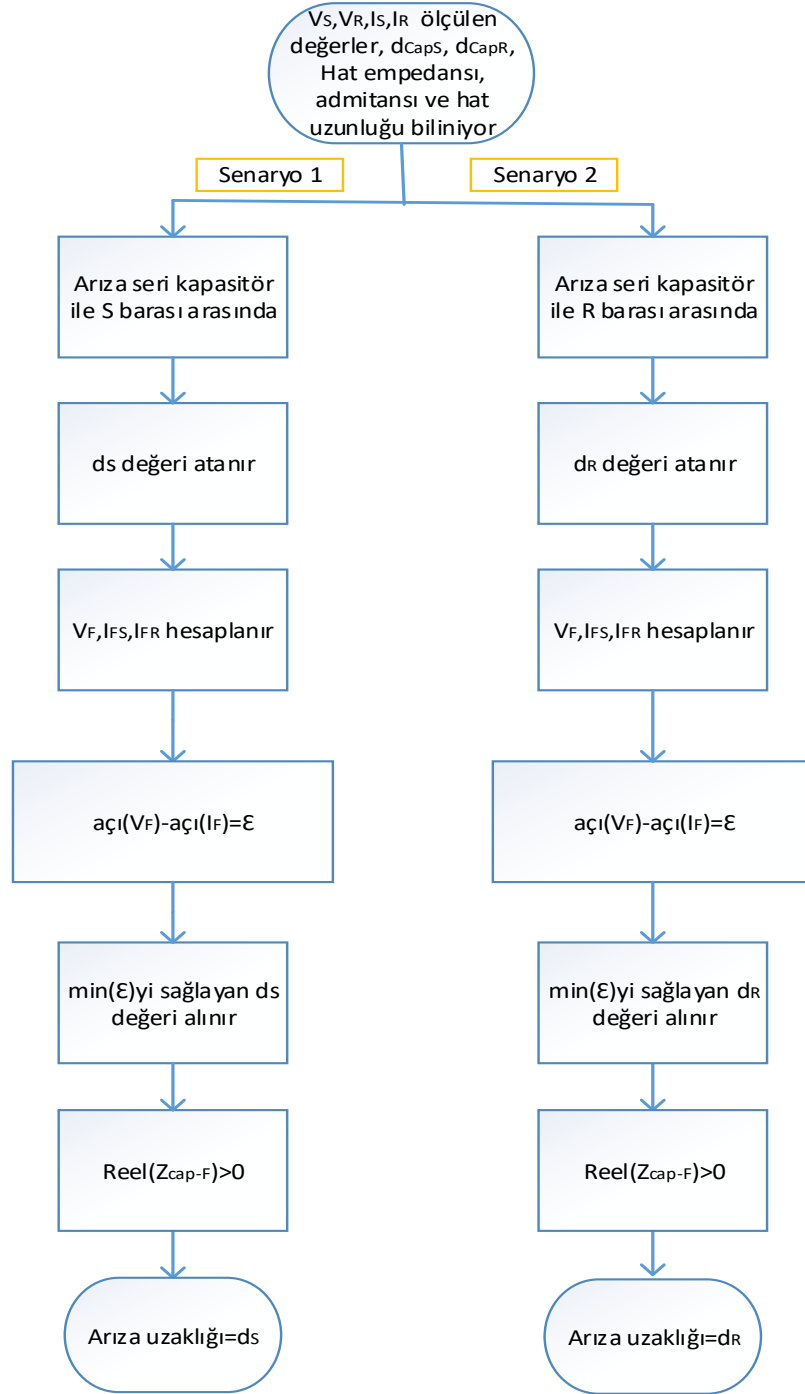 VS,VR,IS,IR ölçülen
değerler, dCapS, dCapR,
Hat empedansı,
admitansı ve hat
uzunluğu biliniyor
Senaryo 1
Senaryo 2
Arıza seri kapasitör
ile S barası arasında
ds değeri atanır
VF,IFS,IFR hesaplanır
açı(VF)-açı(IF)=Ɛ
min(Ɛ)yi sağlayan ds
değeri alınır
Reel(Zcap-F)>0
Arıza uzaklığı=dS
Arıza seri kapasitör
ile R barası arasında
dR değeri atanır
VF,IFS,IFR hesaplanır
açı(VF)-açı(IF)=Ɛ
min(Ɛ)yi sağlayan dR
değeri alınır
Reel(Zcap-F)>0
Arıza uzaklığı=dR